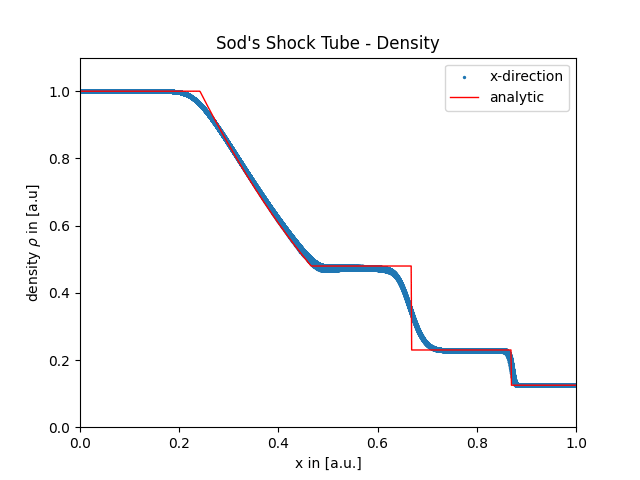 Sod's Shock Tube - Density
x-direction
analytic
density ρ in [a.u]
1.0
0.8
0.6
0.4
0.2
0.0
0.0 0.2 0.4 0.6 0.8 1.0
x in [a.u.]